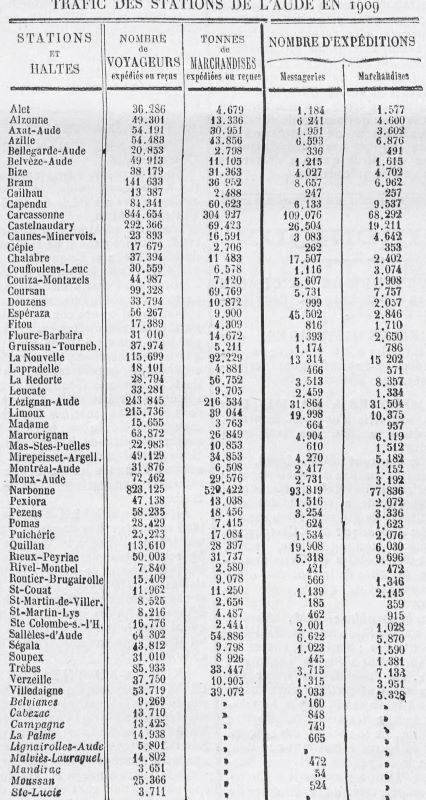 TRAFIC DES STATIONS DE L'AUDE EN 1909
STATIONS ET HALTES | NOMBRE de VOYAGEURS expédiés ou reçus | TONNES de MARCHANDISES expédiées ou reçues | NOMBRE D'EXPÉDITIONS Messageries | Marchandises
Alet 36.286 4.679 1.184 1.577
Alzonne 49.301 13.336 6 241 4.600
Axat-Aude 54.191 30.951 1.951 3.602
Azille 54.483 43.856 6.593 6.876
Bellegarde-Aude 20.853 2.798 336 491
Belvèze-Aude 49 913 11.105 1.215 1.615
Bize 38.179 31.363 4.027 4.702
Bram 141 633 36 952 8.657 6.962
Cailhau 13 387 2.488 247 257
Capendu 81.341 60.623 6.133 9.537
Carcassonne 844.654 304 927 109.076 68.292
Castelnaudary 292.366 69.423 26.504 19.211
Caunes-Minervois. 23 893 16.591 3 083 4.642
Cépie 17 679 2.706 262 353
Chalabre 37.394 11 483 17.507 2.402
Couffoulens-Leuc 30.559 6.578 1.116 3.074
Couiza-Montazels 44.987 7.120 5.607 1.908
Coursan 99,328 69,769 5.731 7,757
Douzens 33.794 10.872 999 2.057
Espéraza 56 267 9.900 45.502 2.846
Fitou 17.389 4.309 816 1.710
Floure-Barbaira 31 010 14.672 1.393 2.650
Gruissan-Tourneb. 37.974 5.211 1.174 786
La Nouvelle 115,699 92,229 13 314 15 202
Lapradelle 18.101 4.881 466 571
La Redorte 28.794 56.752 3.513 8.357
Leucate 33.281 9.705 2.459 1.334
Lézignan-Aude 243 845 216 534 31.864 31.504
Limoux 215,736 39 044 19.998 10,375
Madame 15.655 3 763 664 957
Marcorignan 63.872 26 849 4.904 6.119
Mas-Stes-Puelles 22,983 10.853 610 1.512
Mirepeisset-Argell. 49.129 34.853 4.270 5.182
Montréal-Aude 31.876 6,508 2.417 1.152
Moux-Aude 72.462 29,576 2.731 3.192
Narbonne 823,125 529,422 93,819 77,836
Pexiora 47.138 13,038 1.516 2.072
Pezens 58,235 18.456 3.254 3.336
Pomas 28.429 7,415 624 1,623
Puichéric 25,223 17.084 1.534 2.076
Quillan 113,610 28 397 19.908 6.030
Rieux-Peyriac 50,003 31,737 5.318 9.696
Rivel-Montbel 7,840 2,580 421 472
Routier-Brugairolle 15,409 9,078 566 1.346
St-Couat 11.962 11,250 1.139 2.145
St-Martin-de-Viller. 8,525 2.656 185 359
St-Martin-Lys 8,216 4.487 462 915
Ste Colombe-s.-l'H. 16,776 2.444 2.001 1.028
Sallèles-d'Aude 64 302 54,886 6.622 5.870
Ségala 43,812 9.798 1.023 1.590
Soupex 31,010 8 926 445 1.381
Trèbes 85,933 33.447 3,715 7.133
Verzeille 37,750 10,905 1.315 3.951
Villedaigne 53,719 39,072 3.033 5.328
Belvianes 9,269 » 160 »
Cabezac 13,710 » 848 »
Campagne 13,425 » 749 »
La Palme 14,938 » 665 »
Lignairolles-Aude 5,801 » » »
Malviès-Lauraguel. 14,802 » 472 »
Mandirac 3,651 » 54 »
Moussan 25,366 » 524 »
Ste-Lucie 3,711 » » »